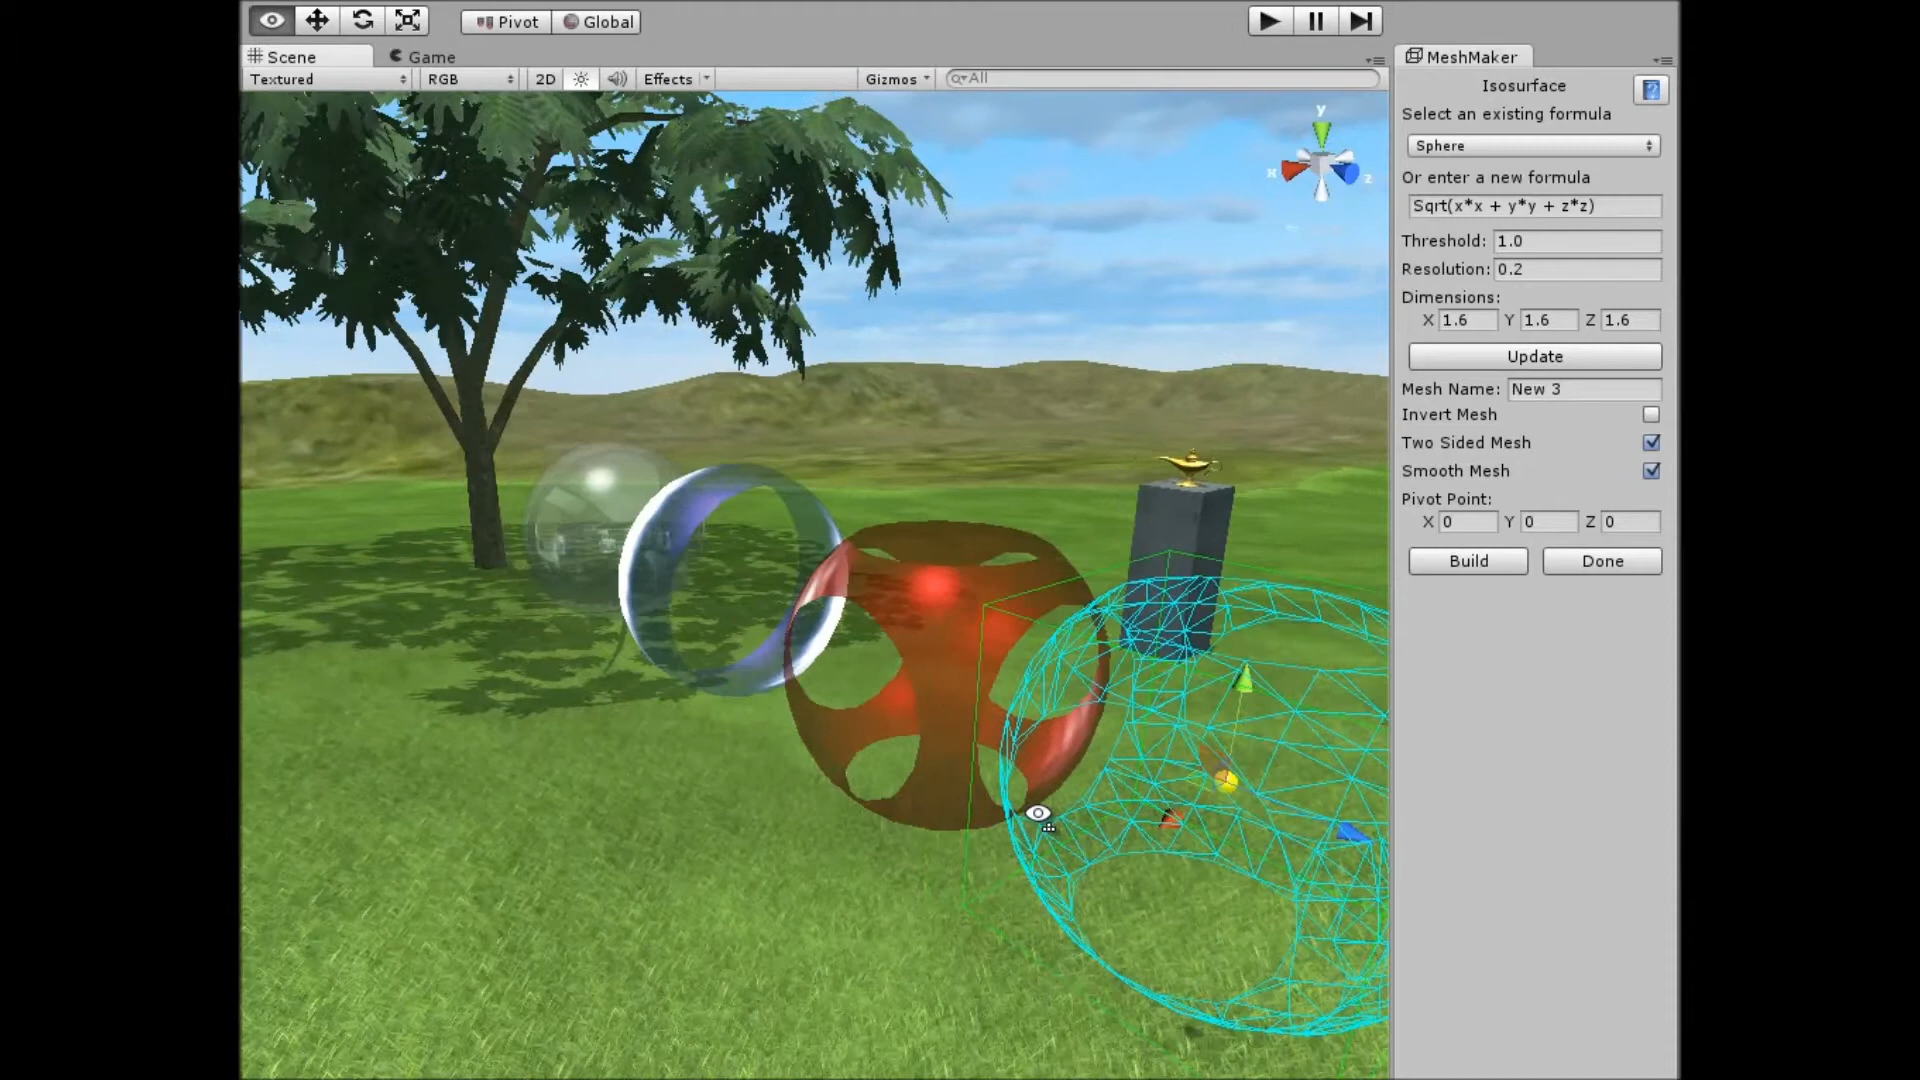 Pivot Global
Scene Game
Textured RGB 2D Effects Gizmos All
y
x z
MeshMaker
Isosurface
?
Select an existing formula
Sphere
Or enter a new formula
Sqrt(x*x + y*y + z*z)
Threshold: 1.0
Resolution: 0.2
Dimensions:
X 1.6 Y 1.6 Z 1.6
Update
Mesh Name: New 3
Invert Mesh
Two Sided Mesh
Smooth Mesh
Pivot Point:
X 0 Y 0 Z 0
Build Done